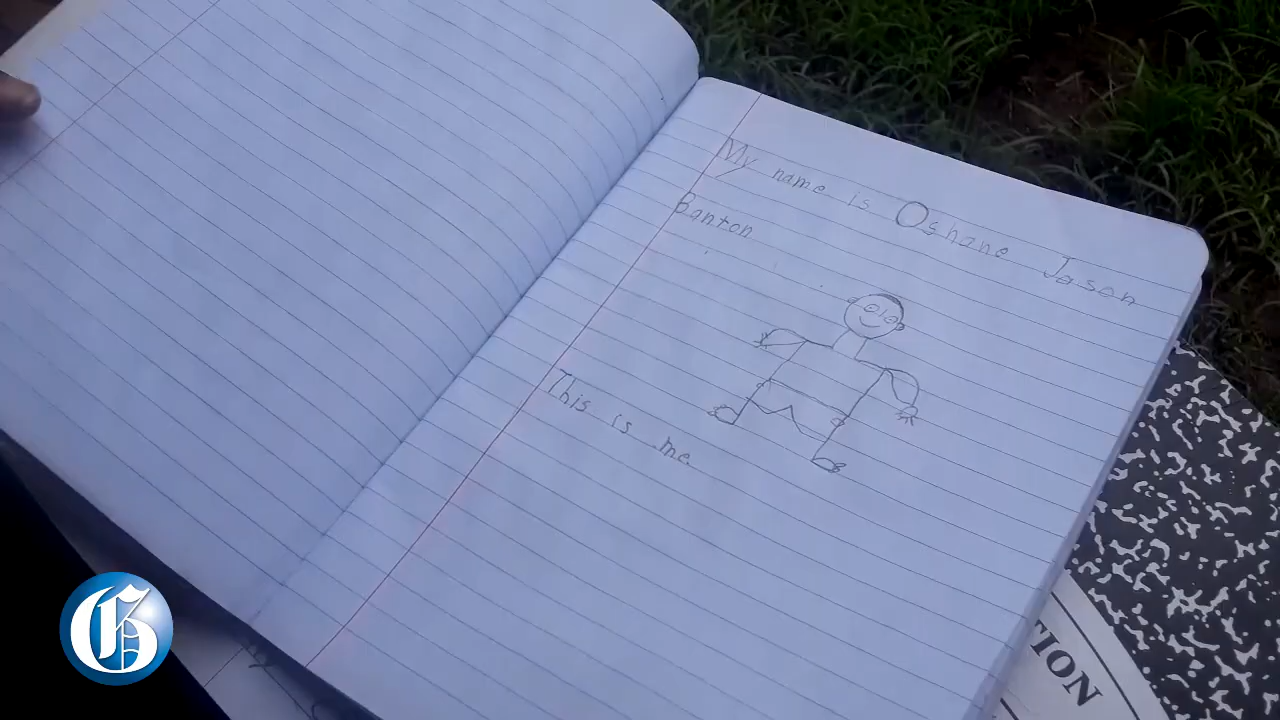 My name is Oshane Jason
Banton
This is me.
TION
G